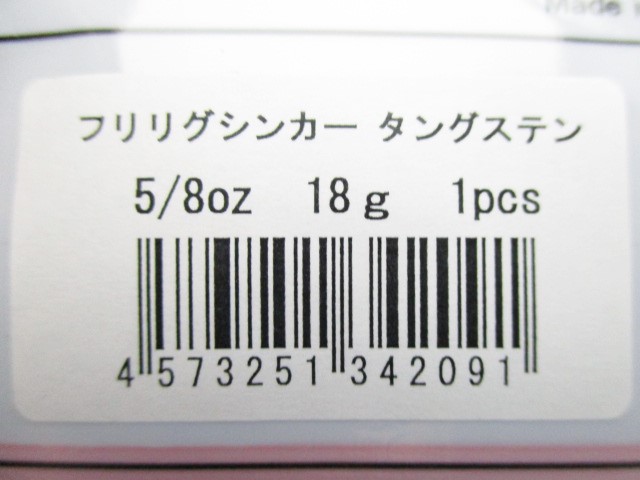 Made
フリリグシンカー タングステン
5/8oz 18g 1pcs
4 573251 342091